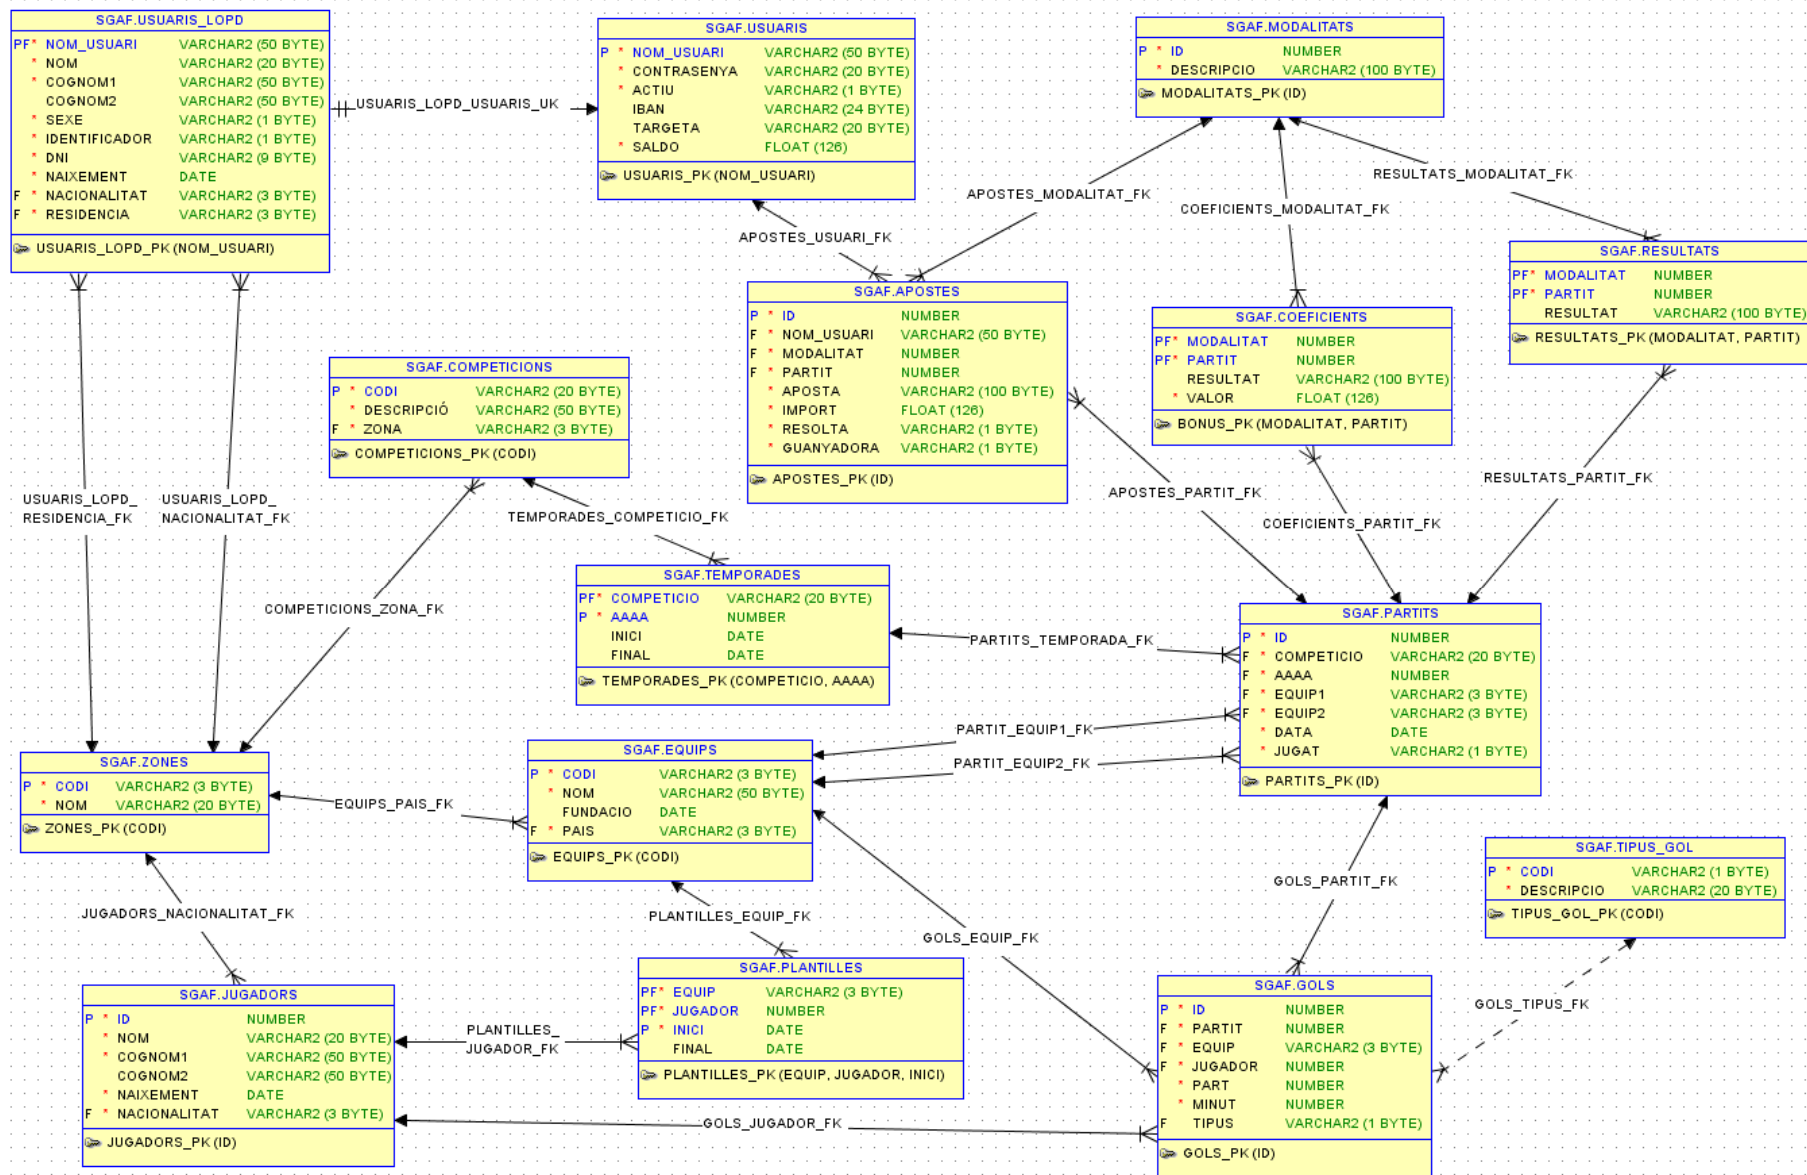 SGAF.USUARIS_LOPD
PF* NOM_USUARI VARCHAR2 (50 BYTE)
* NOM VARCHAR2 (20 BYTE)
* COGNOM1 VARCHAR2 (50 BYTE)
COGNOM2 VARCHAR2 (50 BYTE)
* SEXE VARCHAR2 (1 BYTE)
* IDENTIFICADOR VARCHAR2 (1 BYTE)
* DNI VARCHAR2 (9 BYTE)
* NAIXEMENT DATE
F * NACIONALITAT VARCHAR2 (3 BYTE)
F * RESIDENCIA VARCHAR2 (3 BYTE)
USUARIS_LOPD_PK (NOM_USUARI)
USUARIS_LOPD_USUARIS_UK
SGAF.USUARIS
P * NOM_USUARI VARCHAR2 (50 BYTE)
* CONTRASENYA VARCHAR2 (20 BYTE)
* ACTIU VARCHAR2 (1 BYTE)
IBAN VARCHAR2 (24 BYTE)
TARGETA VARCHAR2 (20 BYTE)
* SALDO FLOAT (126)
USUARIS_PK (NOM_USUARI)
SGAF.MODALITATS
P * ID NUMBER
* DESCRIPCIO VARCHAR2 (100 BYTE)
MODALITATS_PK (ID)
APOSTES_USUARI_FK
APOSTES_MODALITAT_FK
COEFICIENTS_MODALITAT_FK
RESULTATS_MODALITAT_FK
SGAF.RESULTATS
PF* MODALITAT NUMBER
PF* PARTIT NUMBER
RESULTAT VARCHAR2 (100 BYTE)
RESULTATS_PK (MODALITAT, PARTIT)
SGAF.APOSTES
P * ID NUMBER
F * NOM_USUARI VARCHAR2 (50 BYTE)
F * MODALITAT NUMBER
F * PARTIT NUMBER
* APOSTA VARCHAR2 (100 BYTE)
* IMPORT FLOAT (126)
* RESOLTA VARCHAR2 (1 BYTE)
* GUANYADORA VARCHAR2 (1 BYTE)
APOSTES_PK (ID)
SGAF.COEFICIENTS
PF* MODALITAT NUMBER
PF* PARTIT NUMBER
RESULTAT VARCHAR2 (100 BYTE)
* VALOR FLOAT (126)
BONUS_PK (MODALITAT, PARTIT)
SGAF.COMPETICIONS
P * CODI VARCHAR2 (20 BYTE)
* DESCRIPCIÓ VARCHAR2 (50 BYTE)
F * ZONA VARCHAR2 (3 BYTE)
COMPETICIONS_PK (CODI)
USUARIS_LOPD_
RESIDENCIA_FK
USUARIS_LOPD_
NACIONALITAT_FK
TEMPORADES_COMPETICIO_FK
APOSTES_PARTIT_FK
COEFICIENTS_PARTIT_FK
RESULTATS_PARTIT_FK
COMPETICIONS_ZONA_FK
SGAF.TEMPORADES
PF* COMPETICIO VARCHAR2 (20 BYTE)
P * AAAA NUMBER
INICI DATE
FINAL DATE
TEMPORADES_PK (COMPETICIO, AAAA)
PARTITS_TEMPORADA_FK
PARTIT_EQUIP1_FK
PARTIT_EQUIP2_FK
SGAF.PARTITS
P * ID NUMBER
F * COMPETICIO VARCHAR2 (20 BYTE)
F * AAAA NUMBER
F * EQUIP1 VARCHAR2 (3 BYTE)
F * EQUIP2 VARCHAR2 (3 BYTE)
* DATA DATE
* JUGAT VARCHAR2 (1 BYTE)
PARTITS_PK (ID)
SGAF.ZONES
P * CODI VARCHAR2 (3 BYTE)
* NOM VARCHAR2 (20 BYTE)
ZONES_PK (CODI)
EQUIPS_PAIS_FK
SGAF.EQUIPS
P * CODI VARCHAR2 (3 BYTE)
* NOM VARCHAR2 (50 BYTE)
FUNDACIO DATE
F * PAIS VARCHAR2 (3 BYTE)
EQUIPS_PK (CODI)
SGAF.TIPUS_GOL
P * CODI VARCHAR2 (1 BYTE)
* DESCRIPCIO VARCHAR2 (20 BYTE)
TIPUS_GOL_PK (CODI)
JUGADORS_NACIONALITAT_FK
PLANTILLES_EQUIP_FK
GOLS_EQUIP_FK
GOLS_PARTIT_FK
GOLS_TIPUS_FK
SGAF.JUGADORS
P * ID NUMBER
* NOM VARCHAR2 (20 BYTE)
* COGNOM1 VARCHAR2 (50 BYTE)
COGNOM2 VARCHAR2 (50 BYTE)
* NAIXEMENT DATE
F * NACIONALITAT VARCHAR2 (3 BYTE)
JUGADORS_PK (ID)
PLANTILLES_
JUGADOR_FK
SGAF.PLANTILLES
PF* EQUIP VARCHAR2 (3 BYTE)
PF* JUGADOR NUMBER
P * INICI DATE
FINAL DATE
PLANTILLES_PK (EQUIP, JUGADOR, INICI)
GOLS_JUGADOR_FK
SGAF.GOLS
P * ID NUMBER
F * PARTIT NUMBER
F * EQUIP VARCHAR2 (3 BYTE)
F * JUGADOR NUMBER
* PART NUMBER
* MINUT NUMBER
F TIPUS VARCHAR2 (1 BYTE)
GOLS_PK (ID)